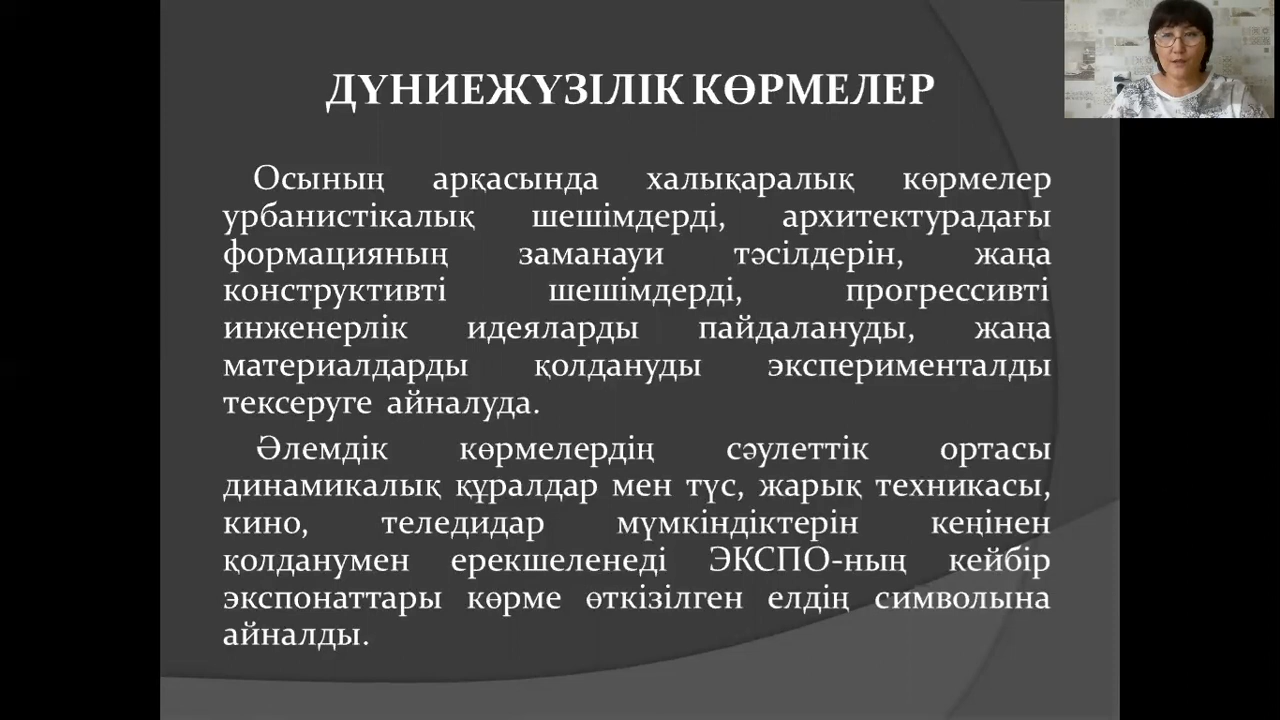 ДҮНИЕЖҮЗІЛІК КӨРМЕЛЕР
Осының арқасында халықаралық көрмелер
урбанистікалық шешімдерді, архитектурадағы
формацияның заманауи тәсілдерін, жаңа
конструктивті шешімдерді, прогрессивті
инженерлік идеяларды пайдалануды, жаңа
материалдарды қолдануды эксперименталды
тексеруге айналуда.
Әлемдік көрмелердің сәулеттік ортасы
динамикалық құралдар мен түс, жарық техникасы,
кино, теледидар мүмкіндіктерін кеңінен
қолданумен ерекшеленеді ЭКСПО-ның кейбір
экспонаттары көрме өткізілген елдің символына
айналды.